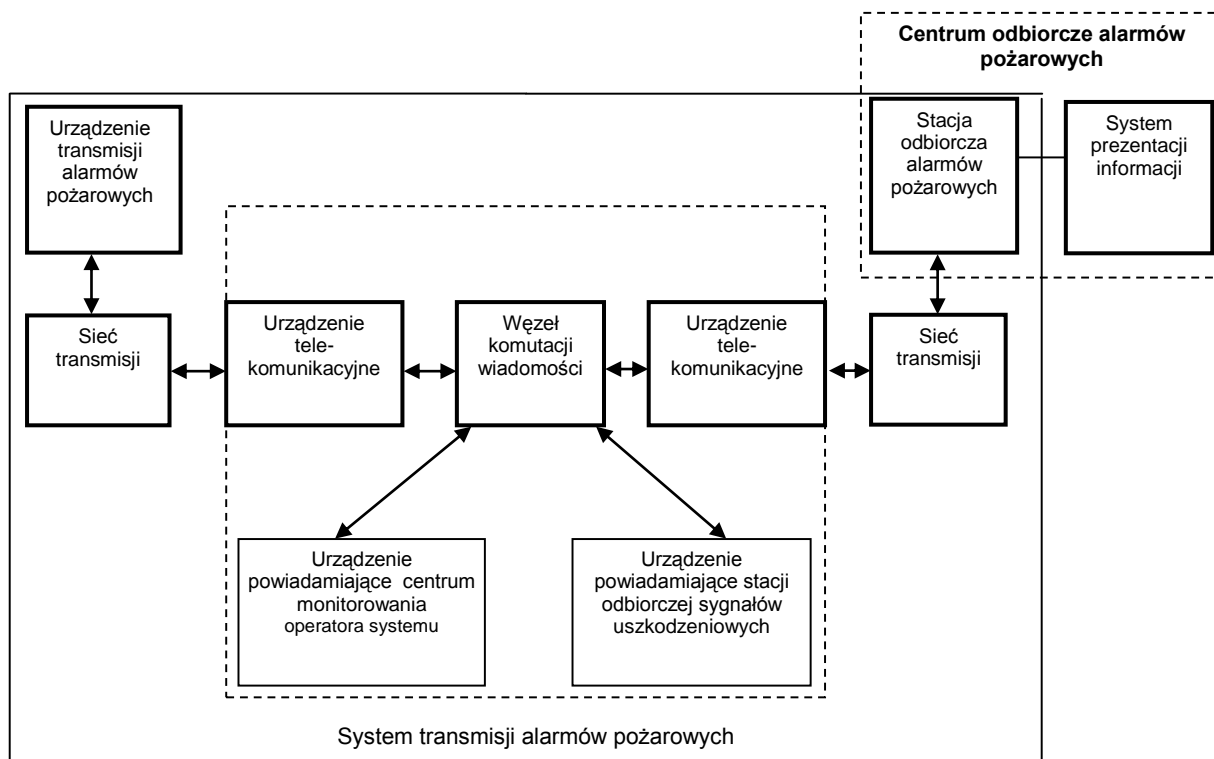 Centrum odbiorcze alarmów
pożarowych
Urządzenie
transmisji
alarmów
pożarowych
Stacja
odbiorcza
alarmów
pożarowych
System
prezentacji
informacji
Sieć
transmisji
Urządzenie
tele-
komunikacyjne
Węzeł
komutacji
wiadomości
Urządzenie
tele-
komunikacyjne
Sieć
transmisji
Urządzenie
powiadamiające centrum
monitorowania
operatora systemu
Urządzenie
powiadamiające stacji
odbiorczej sygnałów
uszkodzeniowych
System transmisji alarmów pożarowych